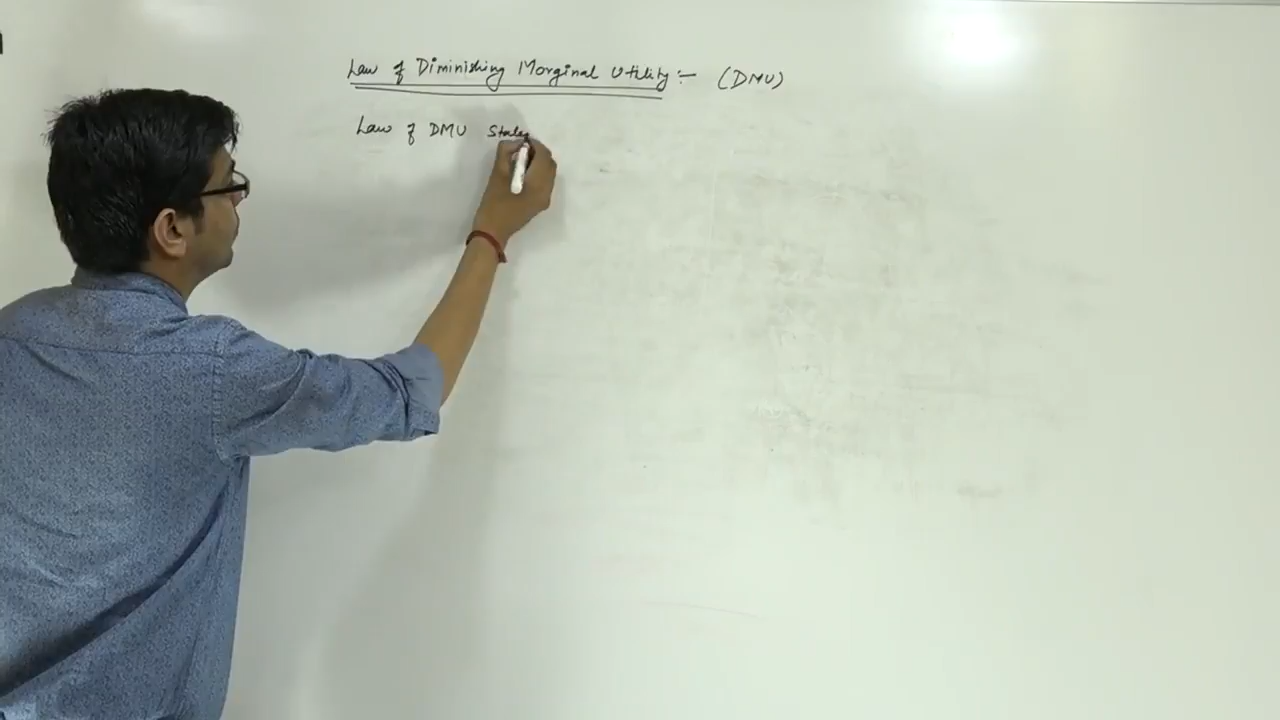 Law of Diminishing Marginal Utility :- (DMU)
Law of DMU States